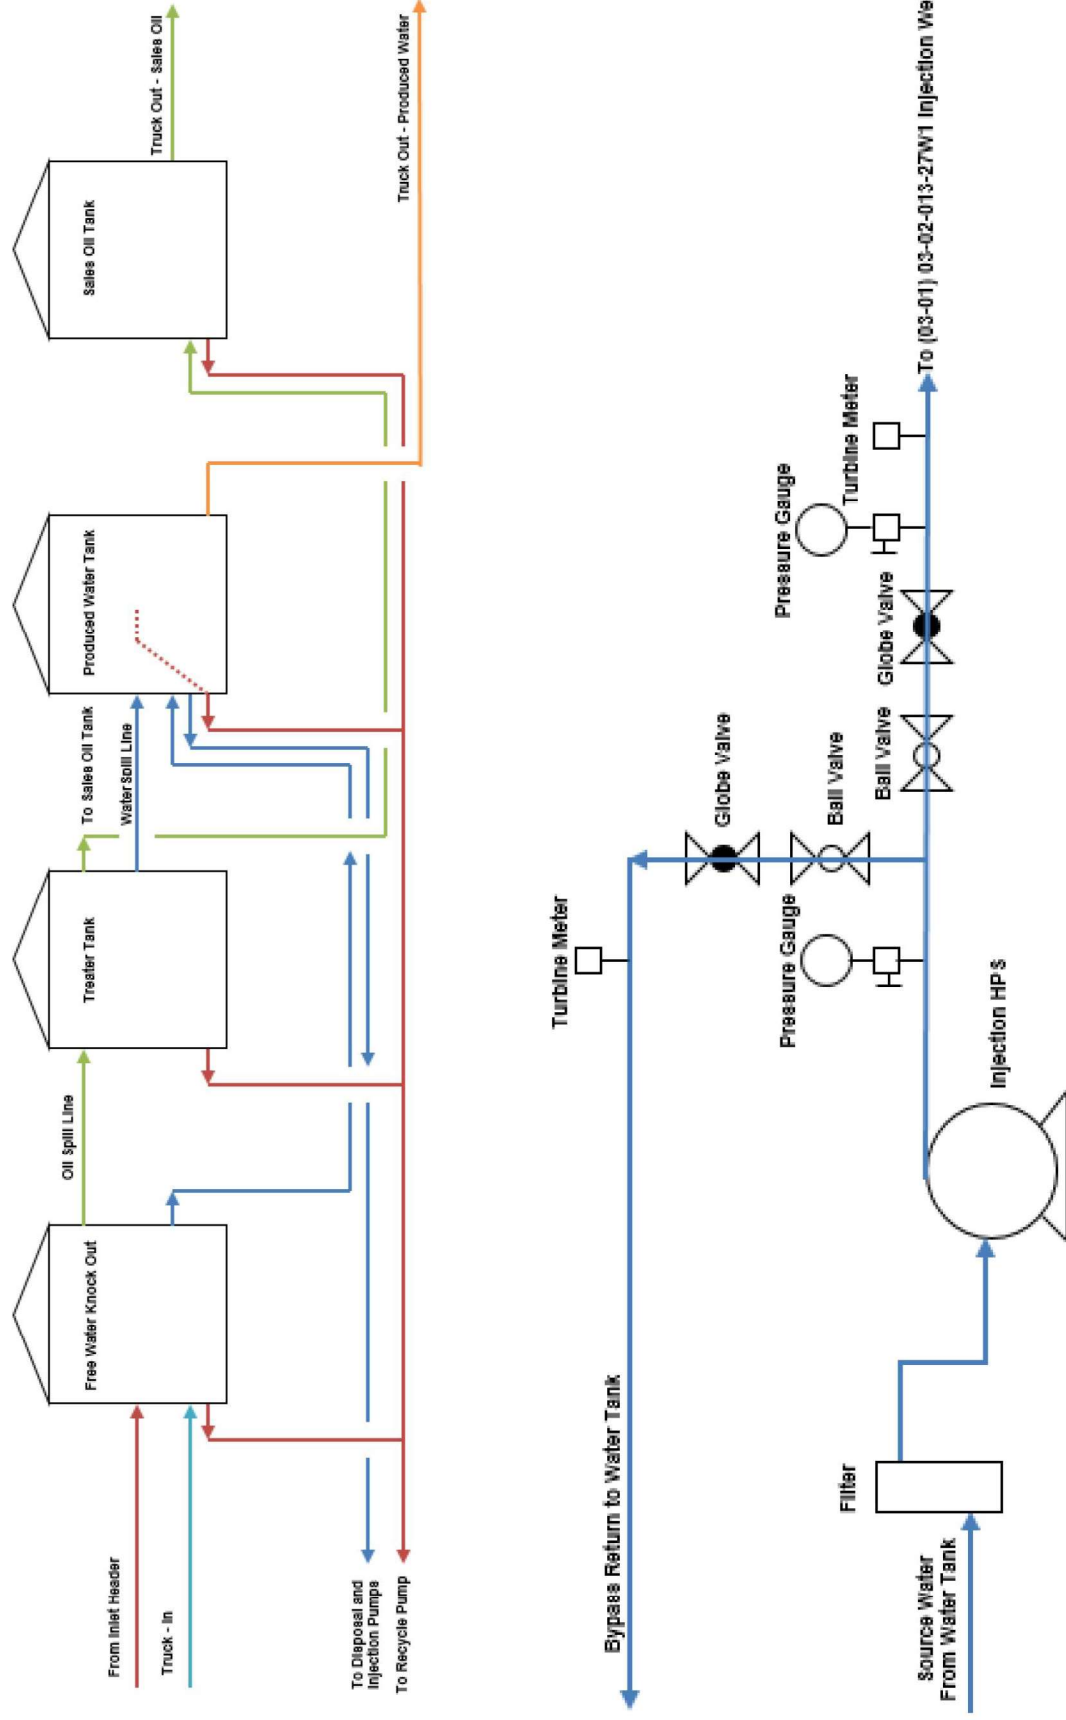 From Inlet Header
Truck - In
To Disposal and
Injection Pumps
To Recycle Pump
Free Water Knock Out
Oil Spill Line
Treater Tank
To Sales Oil Tank
Water Spill Line
Produced Water Tank
Sales Oil Tank
Truck Out - Sales Oil
Truck Out - Produced Water
Bypass Return to Water Tank
Turbine Meter
Globe Valve
Ball Valve
Pressure Gauge
Source Water
From Water Tank
Filter
Injection HPS
Ball Valve
Globe Valve
Pressure Gauge
Turbine Meter
To (03-01) 03-02-013-27W1 Injection We